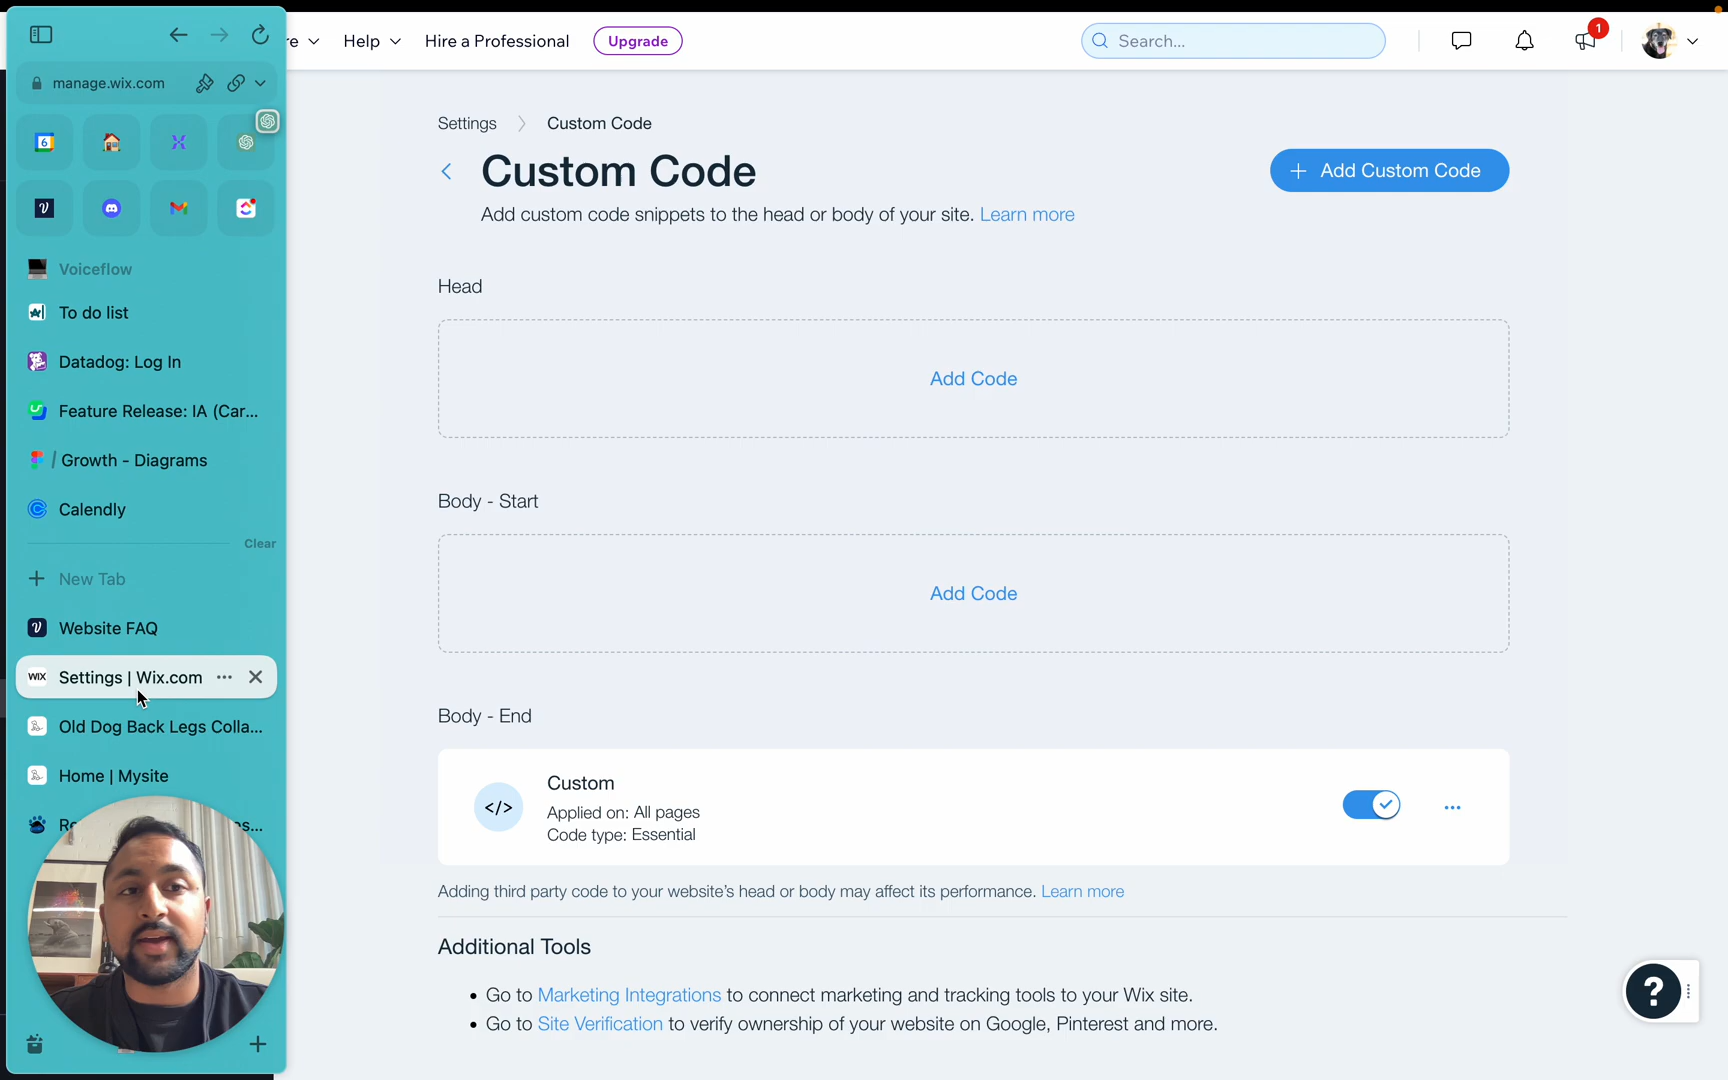 re
Help
Hire a Professional
Upgrade
Search...
1
manage.wix.com
6
Voiceflow
To do list
Datadog: Log In
Feature Release: IA (Car...
/ Growth - Diagrams
Calendly
Clear
New Tab
Website FAQ
WIX
Settings | Wix.com
Old Dog Back Legs Colla...
Home | Mysite
Settings
Custom Code
Custom Code
Add Custom Code
Add custom code snippets to the head or body of your site. Learn more
Head
Add Code
Body - Start
Add Code
Body - End
</>
Custom
Applied on: All pages
Code type: Essential
Adding third party code to your website's head or body may affect its performance. Learn more
Additional Tools
• Go to Marketing Integrations to connect marketing and tracking tools to your Wix site.
• Go to Site Verification to verify ownership of your website on Google, Pinterest and more.
?